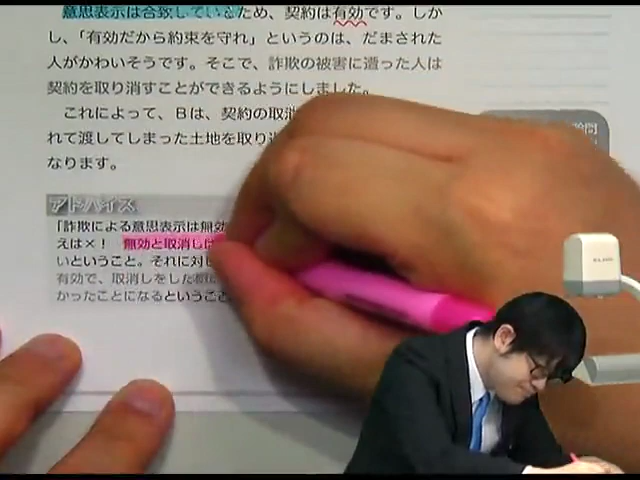 意思表示は合致しているため、契約は有効です。しか
し、「有効だから約束を守れ」というのは、だまされた
人がかわいそうです。そこで、詐欺の被害に遭った人は
契約を取り消すことができるようにしました。
これによって、Bは、契約の取消
れて渡してしまった土地を取り
なります。
アドバイス
「詐欺による意思表示は無効
えは×! 無効と取消しは
いということ。それに対し
有効で、取消しをした
かったことになるということ